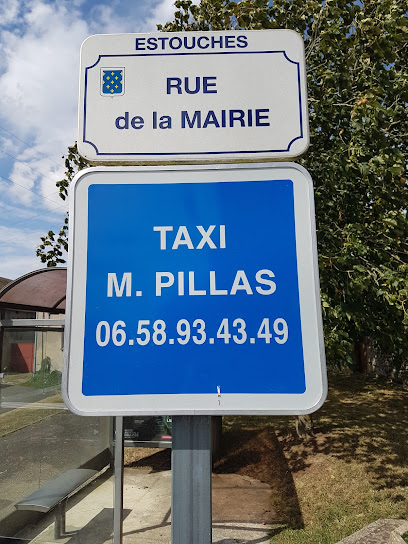 ESTOUCHES
RUE
de la MAIRIE
TAXI
M. PILLAS
06.58.93.43.49